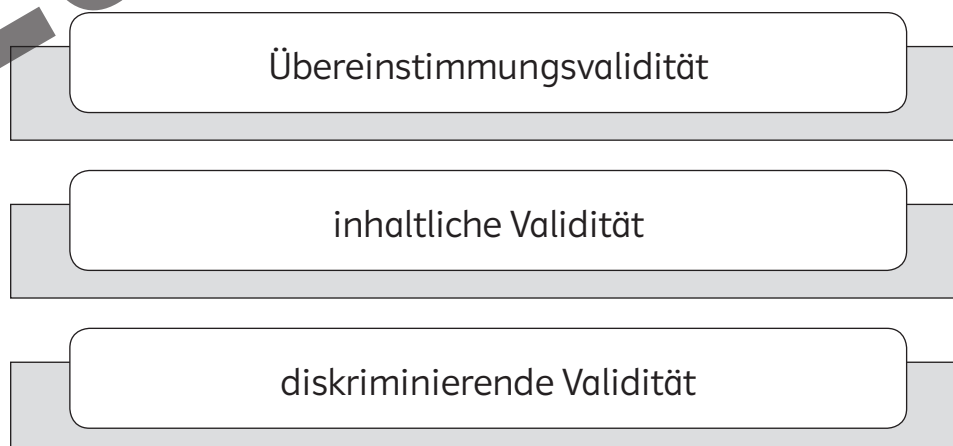 Übereinstimmungsvalidität
inhaltliche Validität
diskriminierende Validität